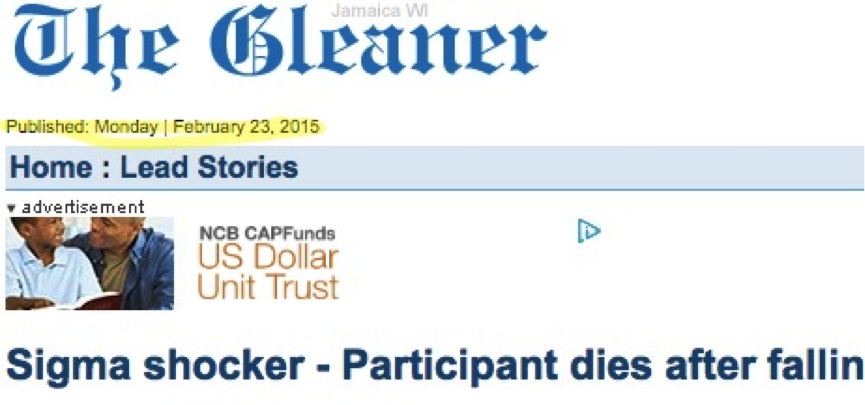 Jamaica WI
The Gleaner
Published: Monday | February 23, 2015
Home : Lead Stories
▼ advertisement
NCB CAPFunds
US Dollar
Unit Trust
Sigma shocker - Participant dies after fallin